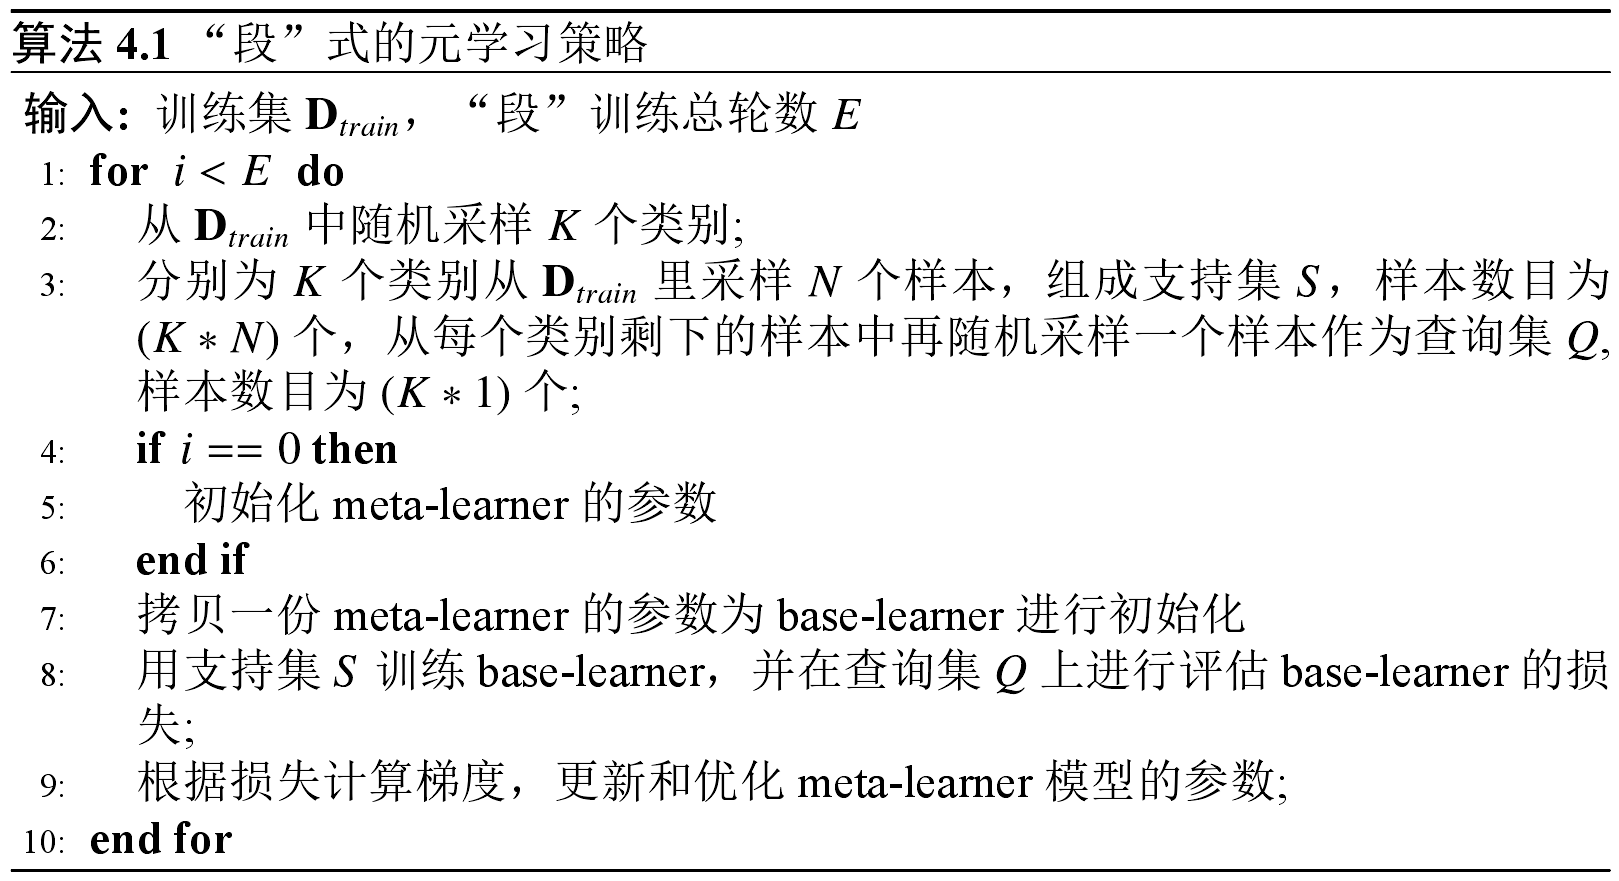 算法 4.1 “段”式的元学习策略
输入: 训练集 D_train, “段”训练总轮数 E
1: for i < E do
2: 从 D_train 中随机采样 K 个类别;
3: 分别为 K 个类别从 D_train 里采样 N 个样本，组成支持集 S，样本数目为
(K * N) 个，从每个类别剩下的样本中再随机采样一个样本作为查询集 Q,
样本数目为 (K * 1) 个;
4: if i == 0 then
5: 初始化 meta-learner 的参数
6: end if
7: 拷贝一份 meta-learner 的参数为 base-learner 进行初始化
8: 用支持集 S 训练 base-learner，并在查询集 Q 上进行评估 base-learner 的损
失;
9: 根据损失计算梯度，更新和优化 meta-learner 模型的参数;
10: end for